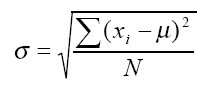 σ = √(∑(xᵢ − μ)² / N)